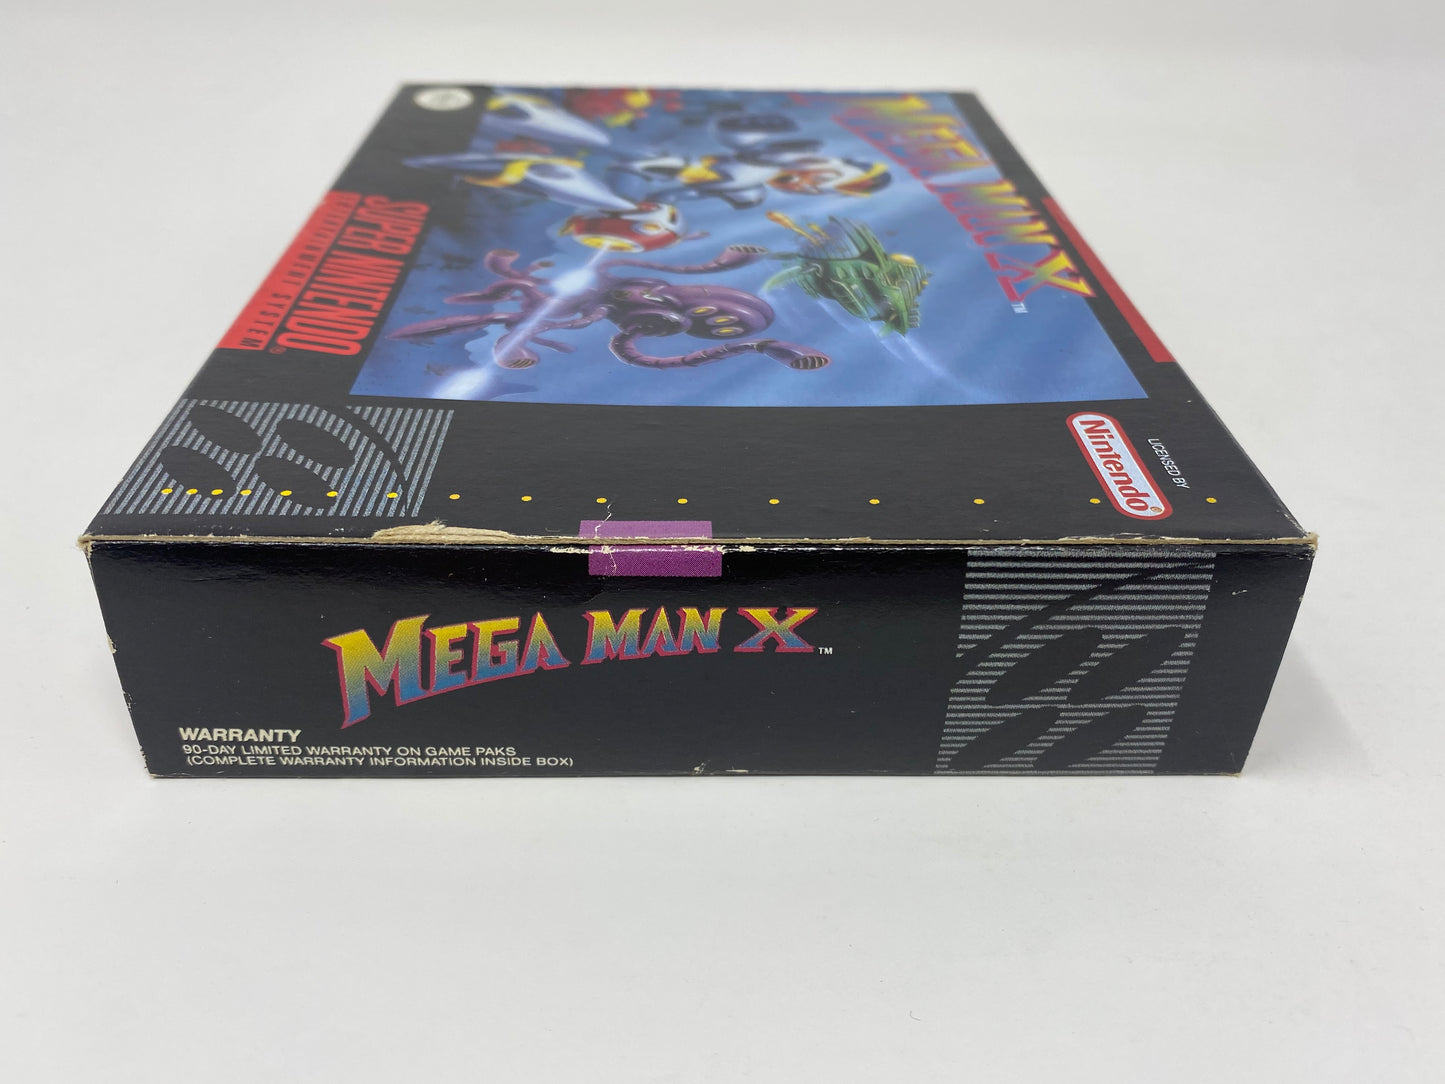 MEGA MAN X
TM
SUPER NINTENDO®
ENTERTAINMENT SYSTEM
LICENSED BY
Nintendo®
MEGA MAN X™
WARRANTY
90-DAY LIMITED WARRANTY ON GAME PAKS
(COMPLETE WARRANTY INFORMATION INSIDE BOX)